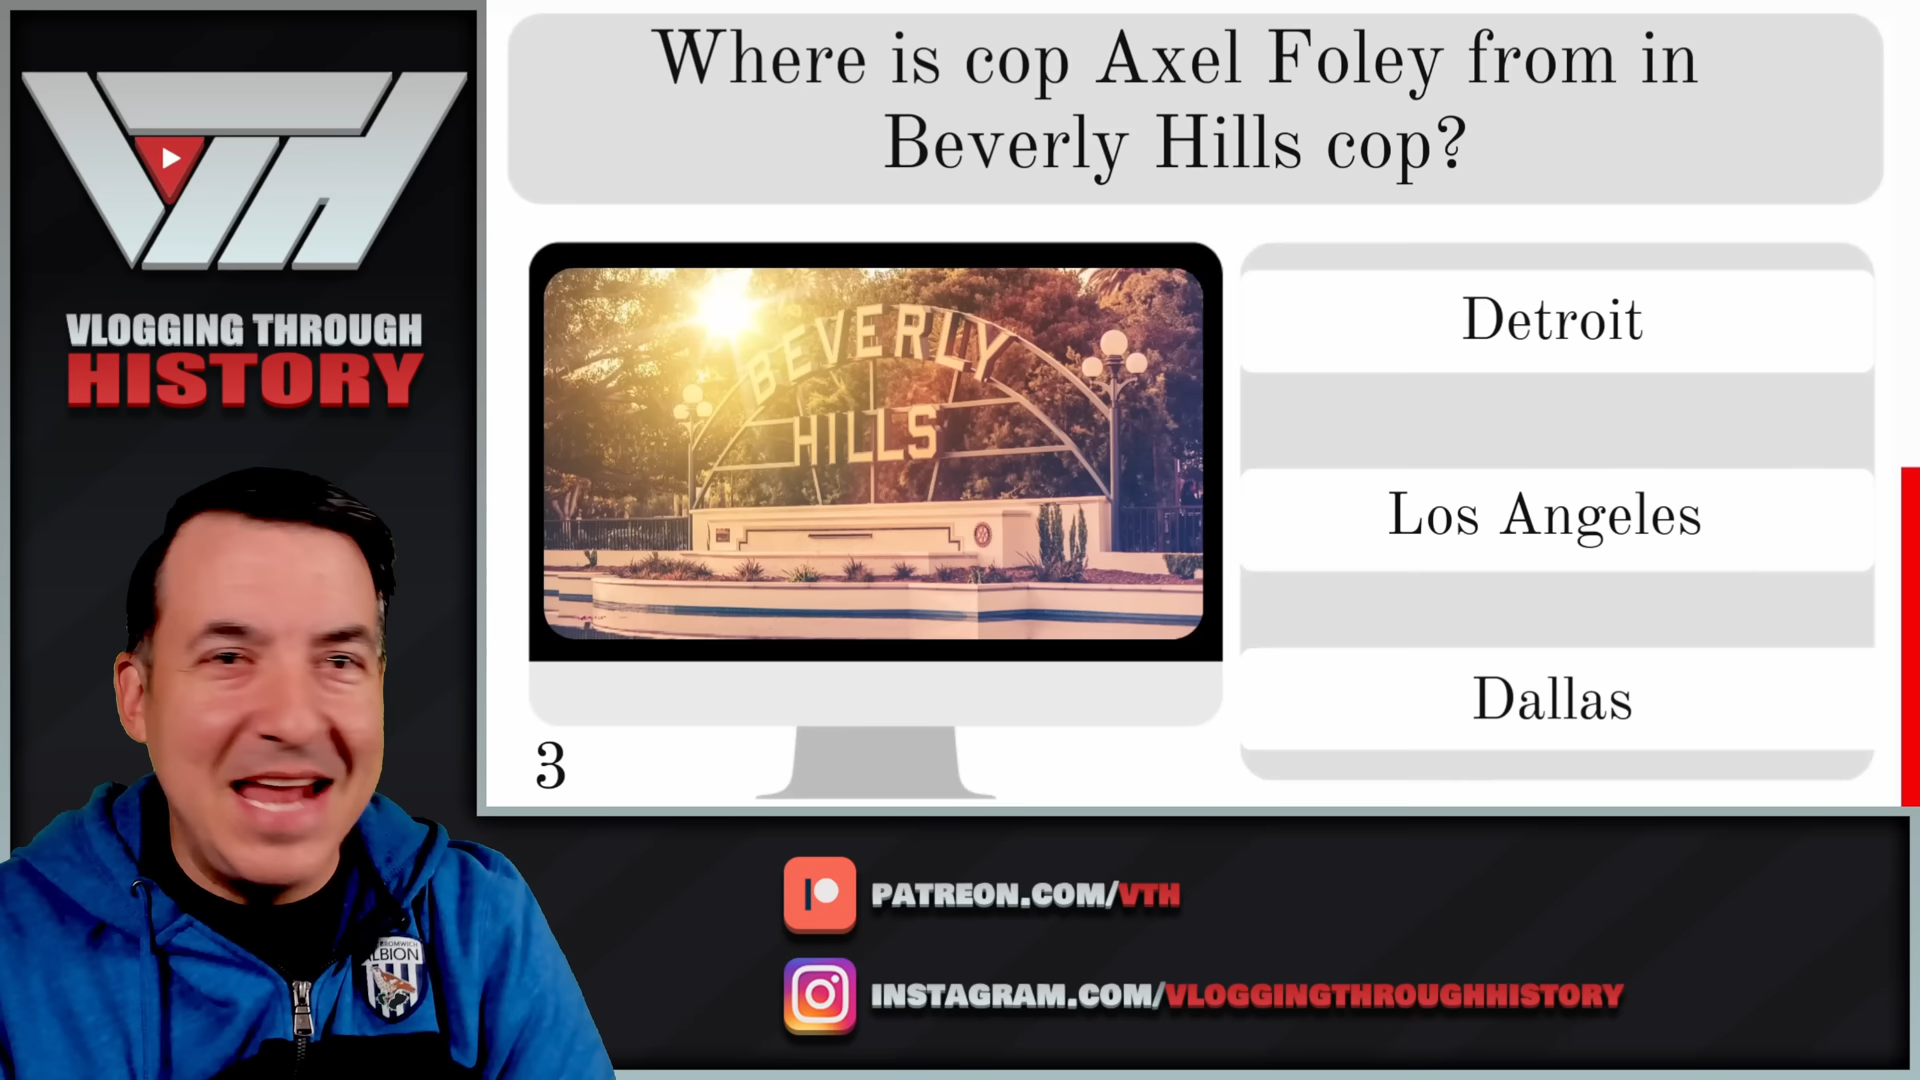 VTH
VLOGGING THROUGH
HISTORY
Where is cop Axel Foley from in
Beverly Hills cop?
BEVERLY
HILLS
Detroit
Los Angeles
Dallas
3
ALBION
PATREON.COM/VTH
INSTAGRAM.COM/VLOGGINGTHROUGHHISTORY